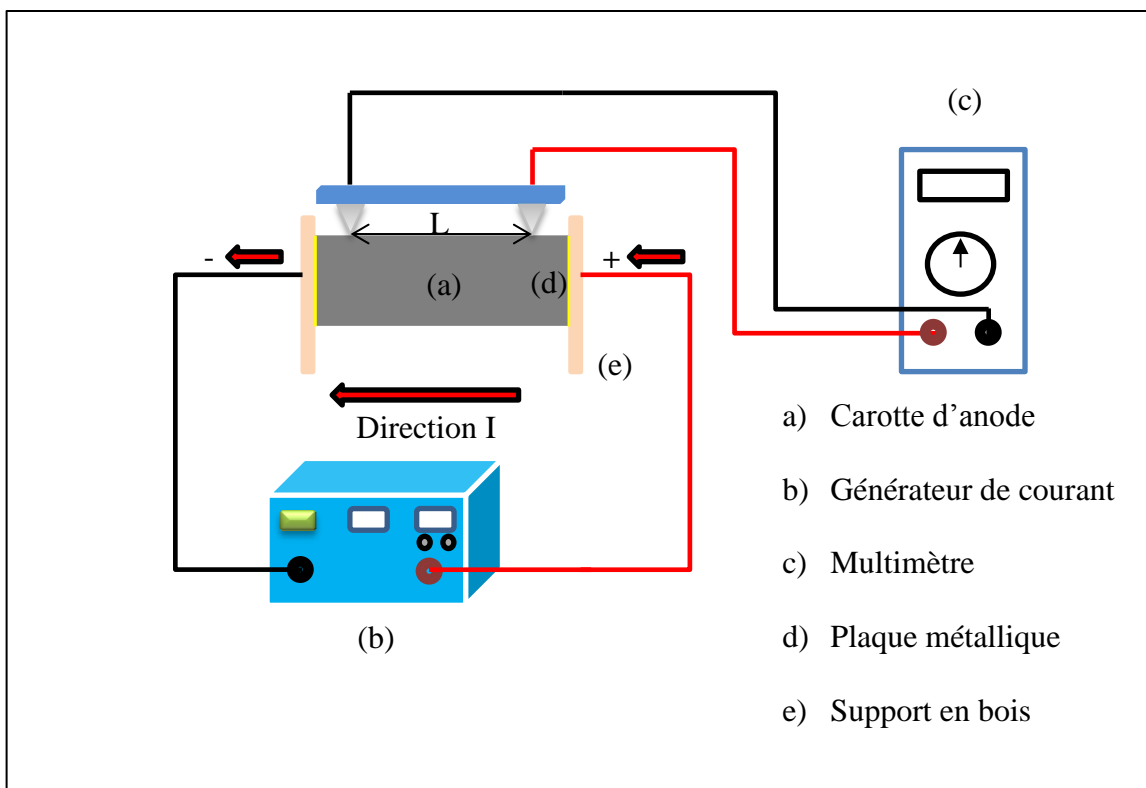 (c)
L
-
+
(a)
(d)
(e)
Direction I
(b)
a) Carotte d'anode
b) Générateur de courant
c) Multimètre
d) Plaque métallique
e) Support en bois